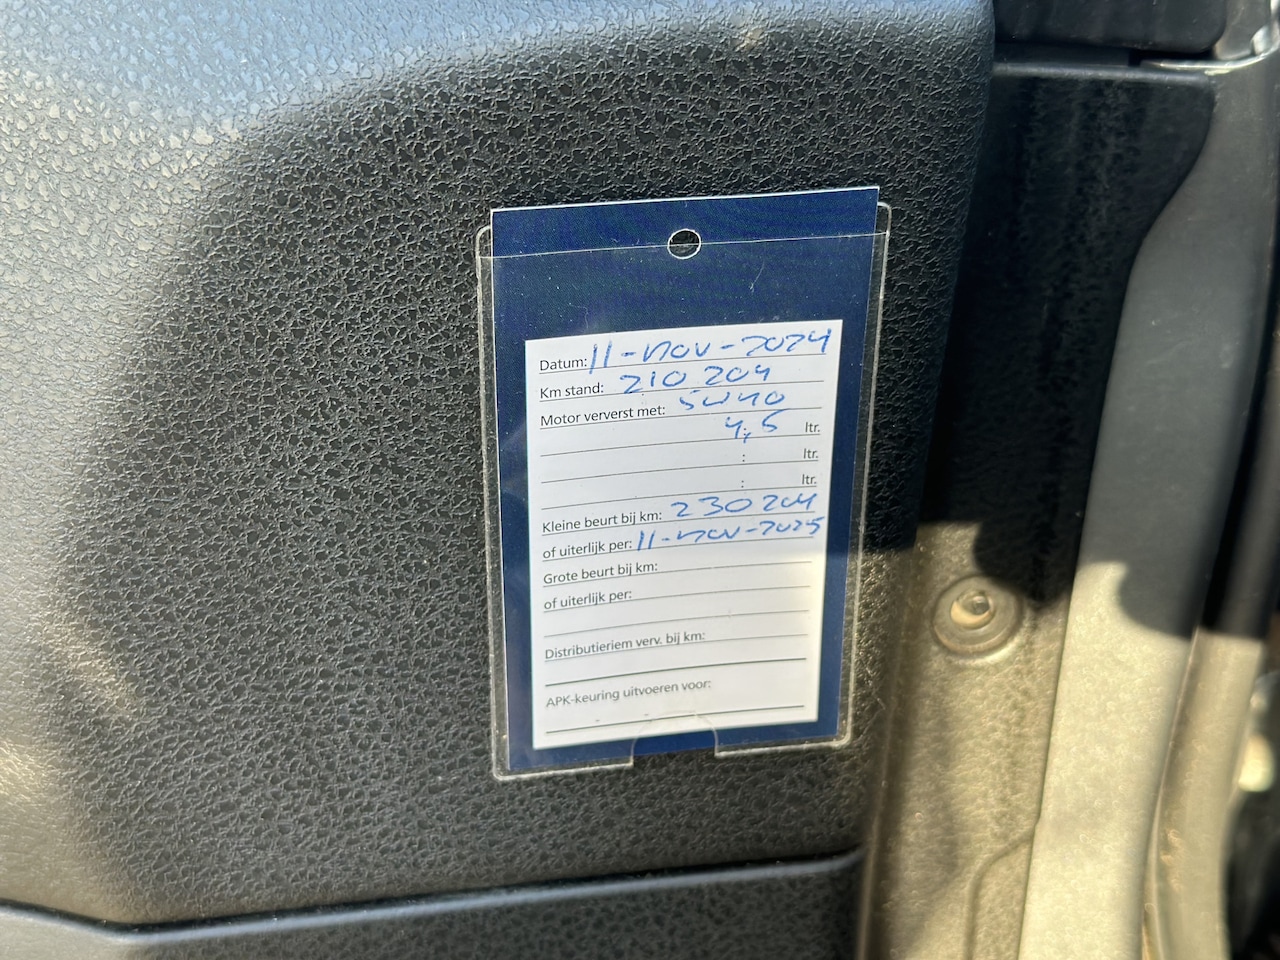 Datum: 11-nov-2024
Km stand: 210 204
Motor ververst met: 5W40
4,5 ltr.
: ltr.
: ltr.
Kleine beurt bij km: 230 204
of uiterlijk per: 11-nov-2025
Grote beurt bij km:
of uiterlijk per:
Distributieriem verv. bij km:
APK-keuring uitvoeren voor: